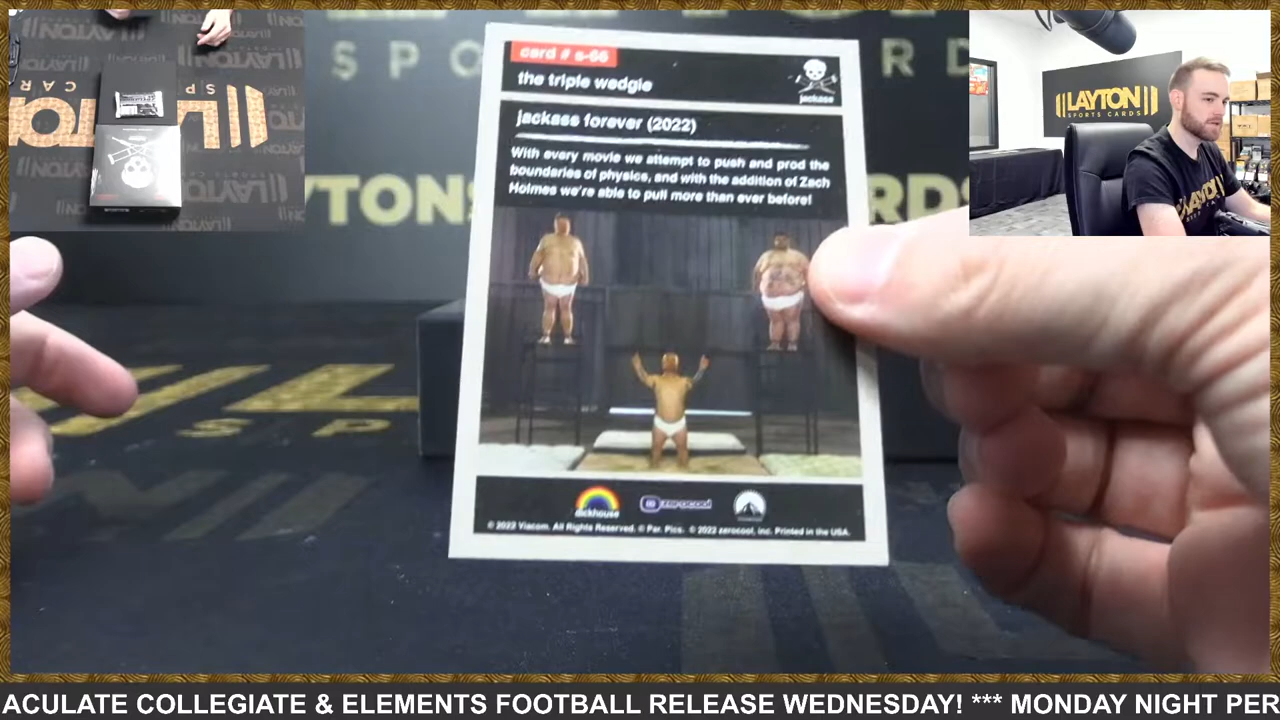 card # s-66
the triple wedgie
jackass
jackass forever (2022)
With every movie we attempt to push and prod the
boundaries of physics, and with the addition of Zach
Holmes we're able to pull more than ever before!
dickhouse
zerocool
© 2022 Viacom. All Rights Reserved. © Par. Pics. © 2022 zerocool, inc. Printed in the USA.
LAYTON
SPORTS CARDS
ACULATE COLLEGIATE & ELEMENTS FOOTBALL RELEASE WEDNESDAY! *** MONDAY NIGHT PER